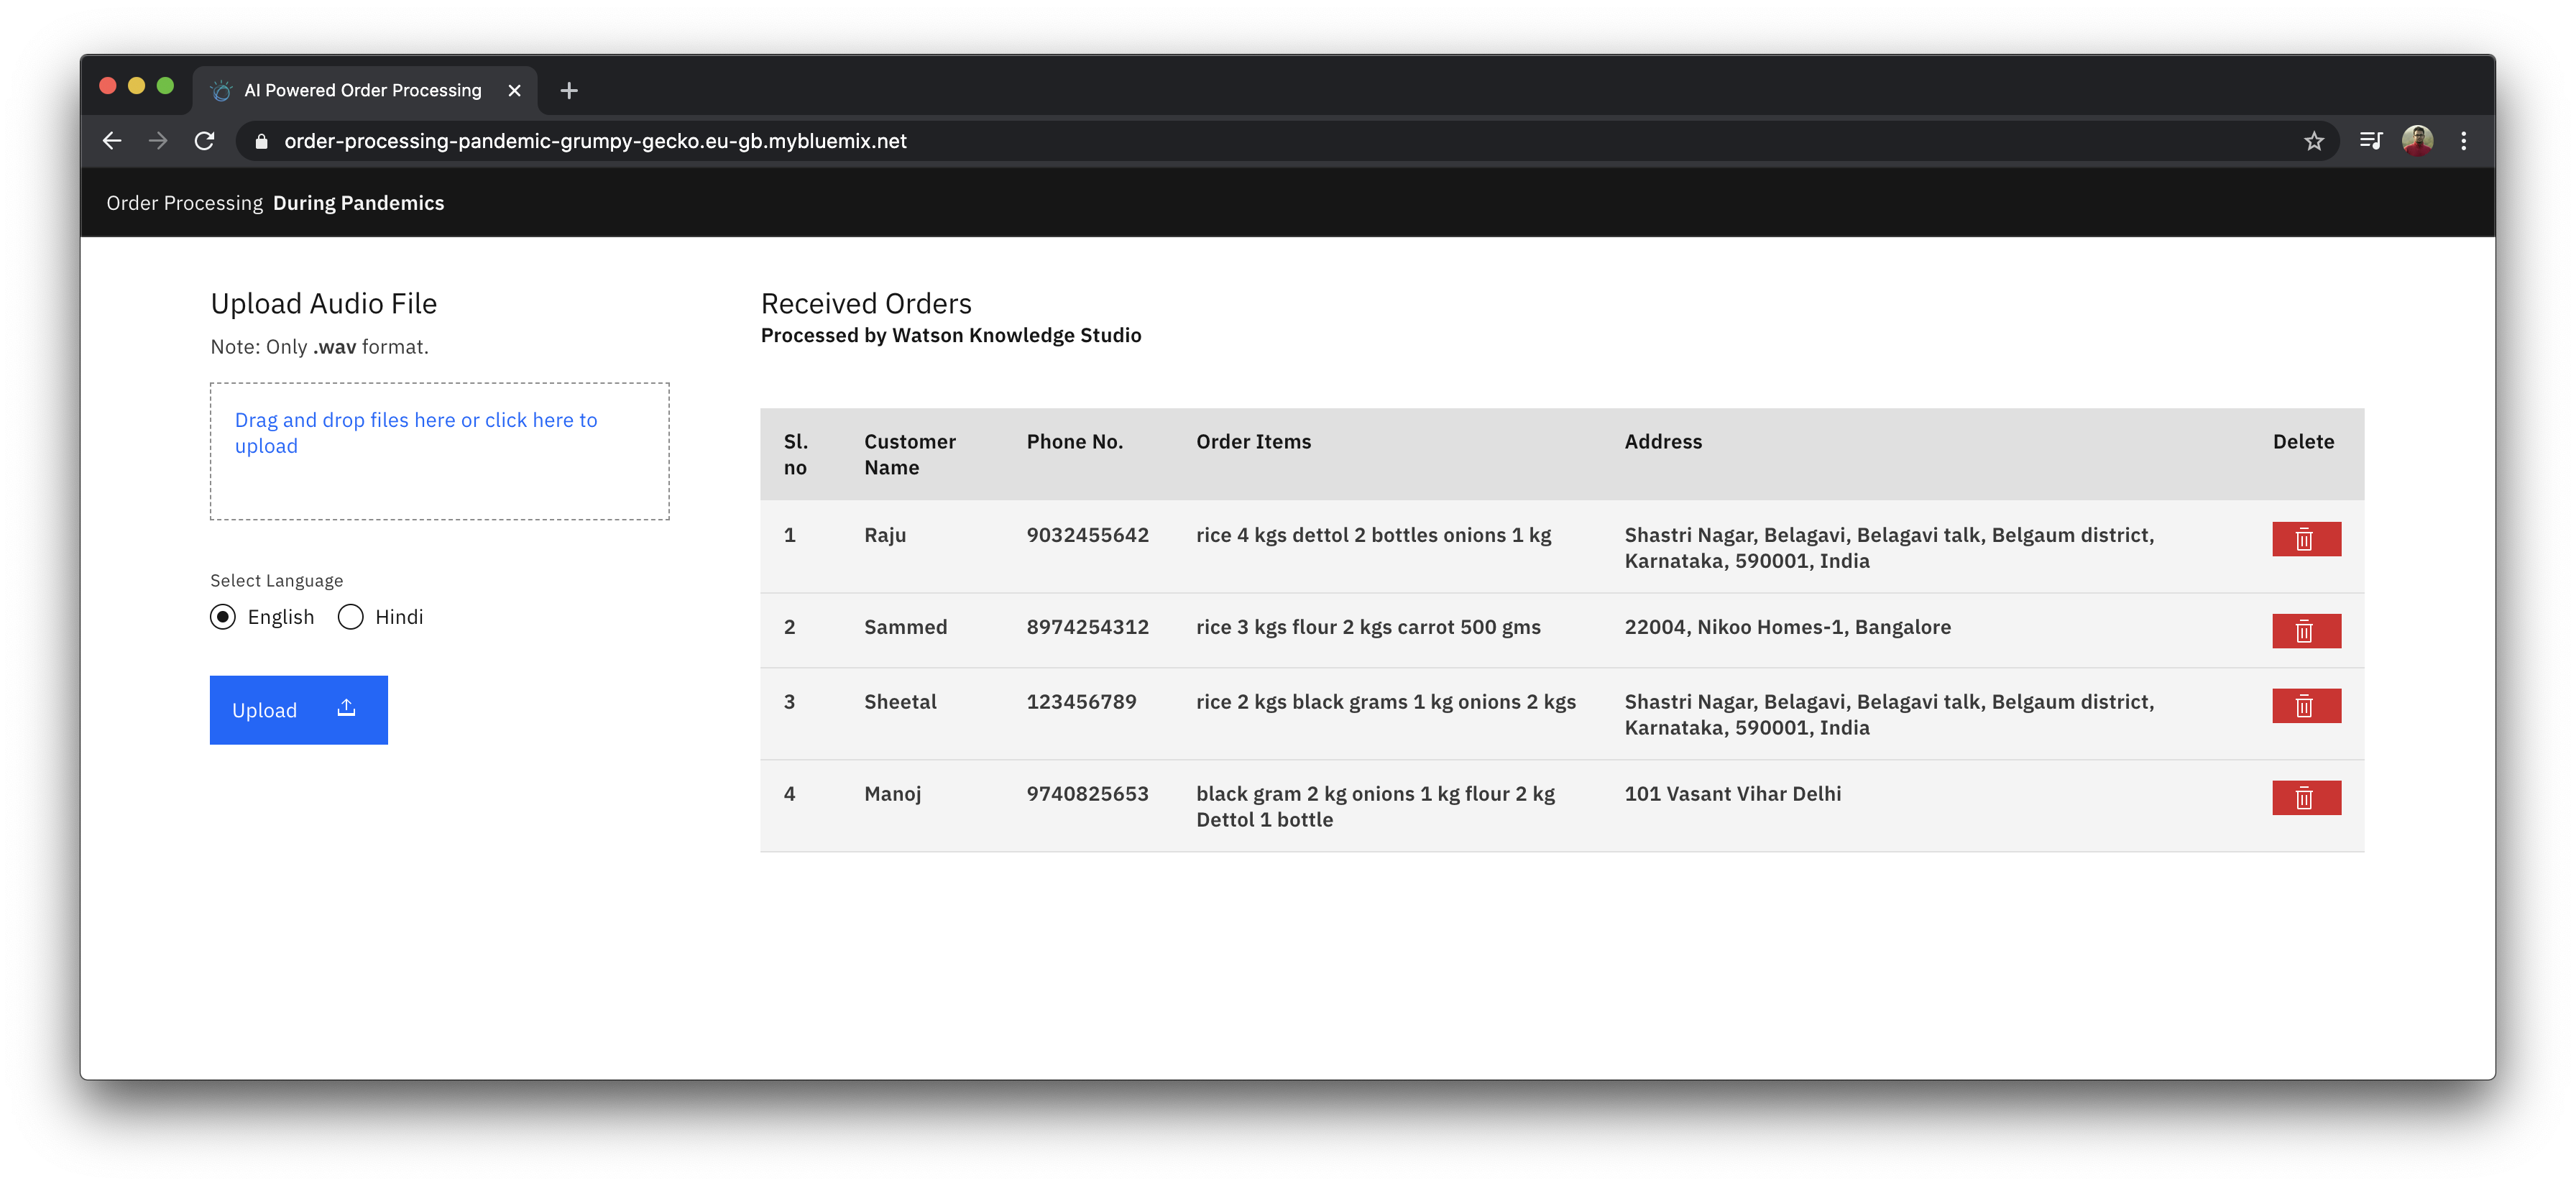 AI Powered Order Processing
order-processing-pandemic-grumpy-gecko.eu-gb.mybluemix.net
Order Processing During Pandemics
Upload Audio File
Note: Only .wav format.
Drag and drop files here or click here to
upload
Select Language
English Hindi
Upload
Received Orders
Processed by Watson Knowledge Studio
Sl. Customer Phone No. Order Items Address Delete
no Name
1 Raju 9032455642 rice 4 kgs dettol 2 bottles onions 1 kg Shastri Nagar, Belagavi, Belagavi talk, Belgaum district,
Karnataka, 590001, India
2 Sammed 8974254312 rice 3 kgs flour 2 kgs carrot 500 gms 22004, Nikoo Homes-1, Bangalore
3 Sheetal 123456789 rice 2 kgs black grams 1 kg onions 2 kgs Shastri Nagar, Belagavi, Belagavi talk, Belgaum district,
Karnataka, 590001, India
4 Manoj 9740825653 black gram 2 kg onions 1 kg flour 2 kg 101 Vasant Vihar Delhi
Dettol 1 bottle